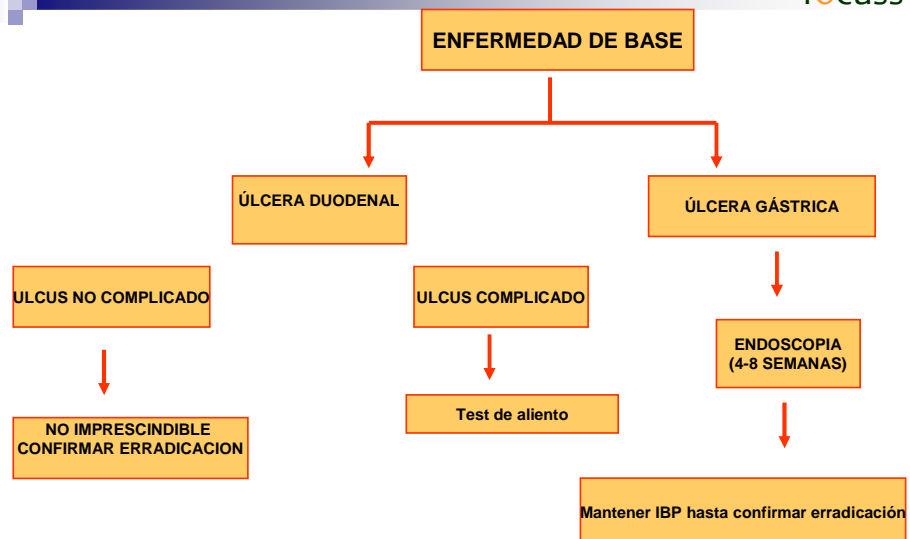 ENFERMEDAD DE BASE
ÚLCERA DUODENAL
ÚLCERA GÁSTRICA
ULCUS NO COMPLICADO
ULCUS COMPLICADO
ENDOSCOPIA
(4-8 SEMANAS)
Test de aliento
NO IMPRESCINDIBLE
CONFIRMAR ERRADICACION
Mantener IBP hasta confirmar erradicación